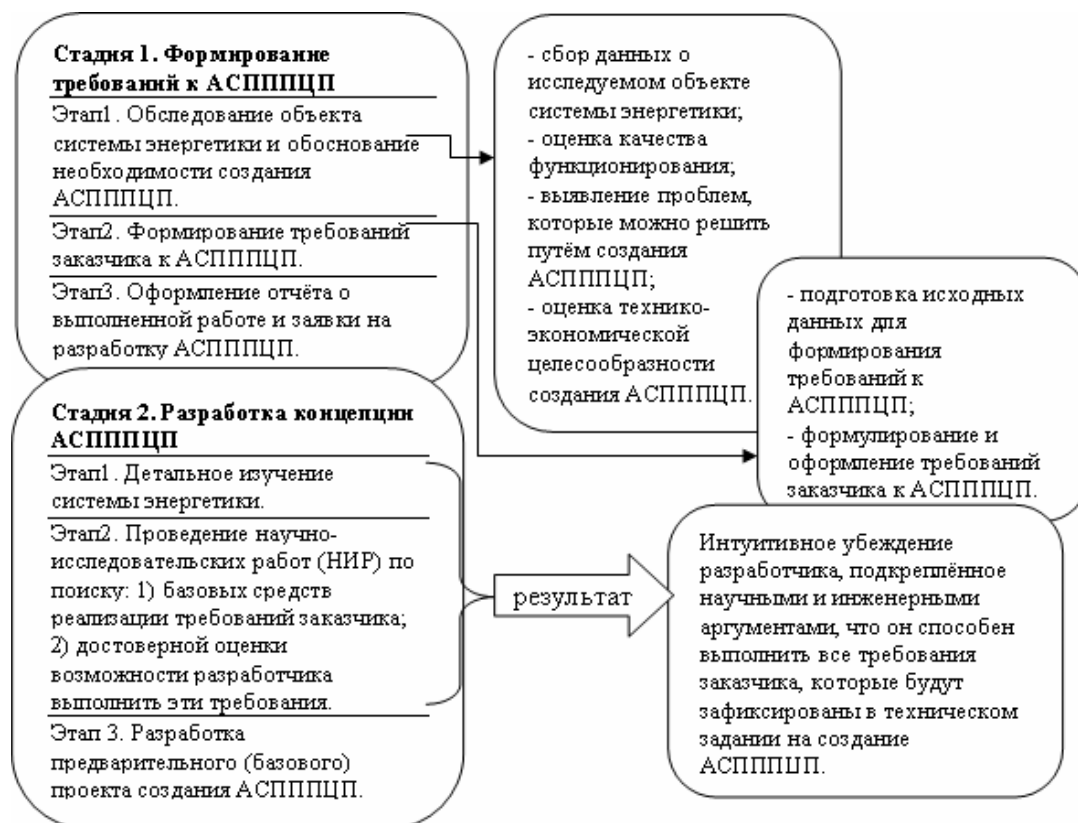 Стадия 1. Формирование
требований к АСПППЦП
Этап1. Обследование объекта
системы энергетики и обоснование
необходимости создания
АСПППЦП.
Этап2. Формирование требований
заказчика к АСПППЦП.
Этап3. Оформление отчёта о
выполненной работе и заявки на
разработку АСПППЦП.
- сбор данных о
исследуемом объекте
системы энергетики;
- оценка качества
функционирования;
- выявление проблем,
которые можно решить
путём создания
АСПППЦП;
- оценка технико-
экономической
целесообразности
создания АСПППЦП.
- подготовка исходных
данных для
формирования
требований к
АСПППЦП;
- формулирование и
оформление требований
заказчика к АСПППЦП.
Стадия 2. Разработка концепции
АСПППЦП
Этап1. Детальное изучение
системы энергетики.
Этап2. Проведение научно-
исследовательских работ (НИР) по
поиску: 1) базовых средств
реализации требований заказчика;
2) достоверной оценки
возможности разработчика
выполнить эти требования.
Этап 3. Разработка
предварительного (базового)
проекта создания АСПППЦП.
результат
Интуитивное убеждение
разработчика, подкреплённое
научными и инженерными
аргументами, что он способен
выполнить все требования
заказчика, которые будут
зафиксированы в техническом
задании на создание
АСПППЦП.